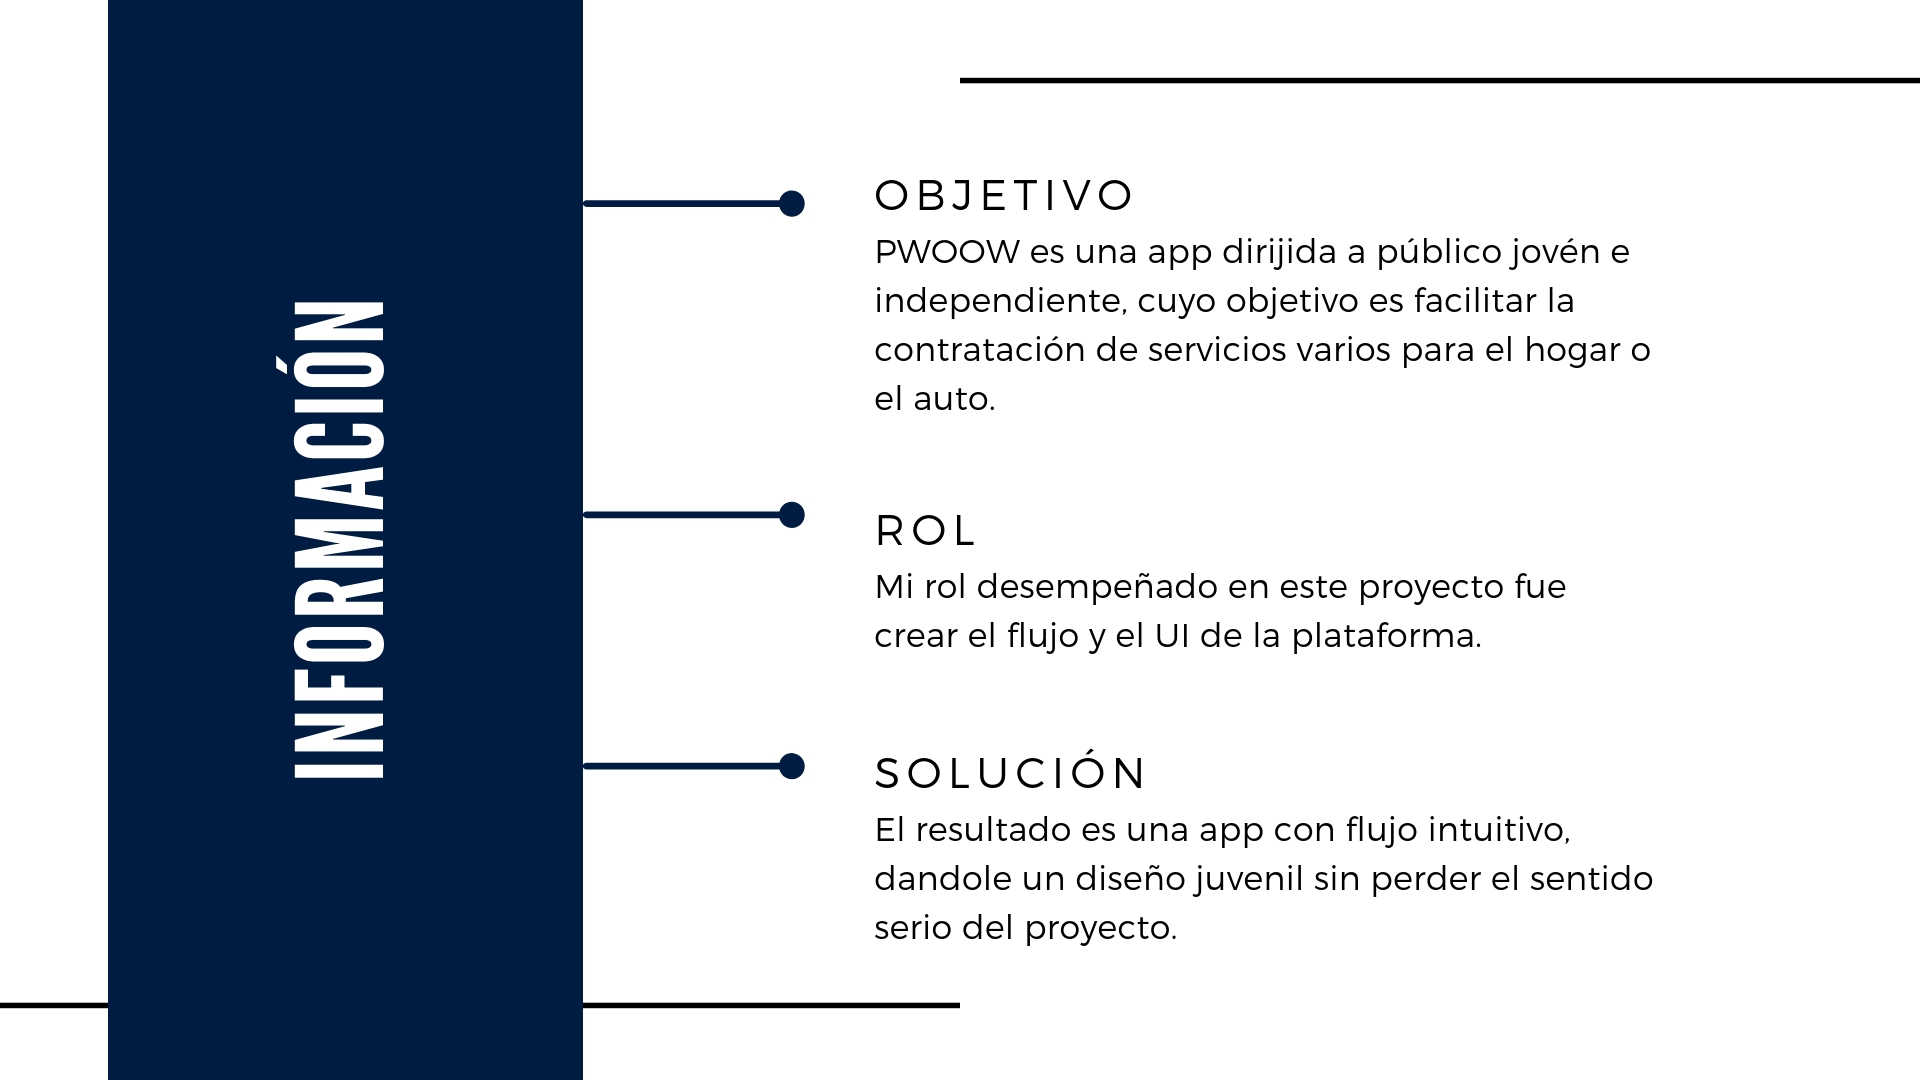 INFORMACIÓN
OBJETIVO
PWOOW es una app dirijida a público jovén e
independiente, cuyo objetivo es facilitar la
contratación de servicios varios para el hogar o
el auto.
ROL
Mi rol desempeñado en este proyecto fue
crear el flujo y el UI de la plataforma.
SOLUCIÓN
El resultado es una app con flujo intuitivo,
dandole un diseño juvenil sin perder el sentido
serio del proyecto.